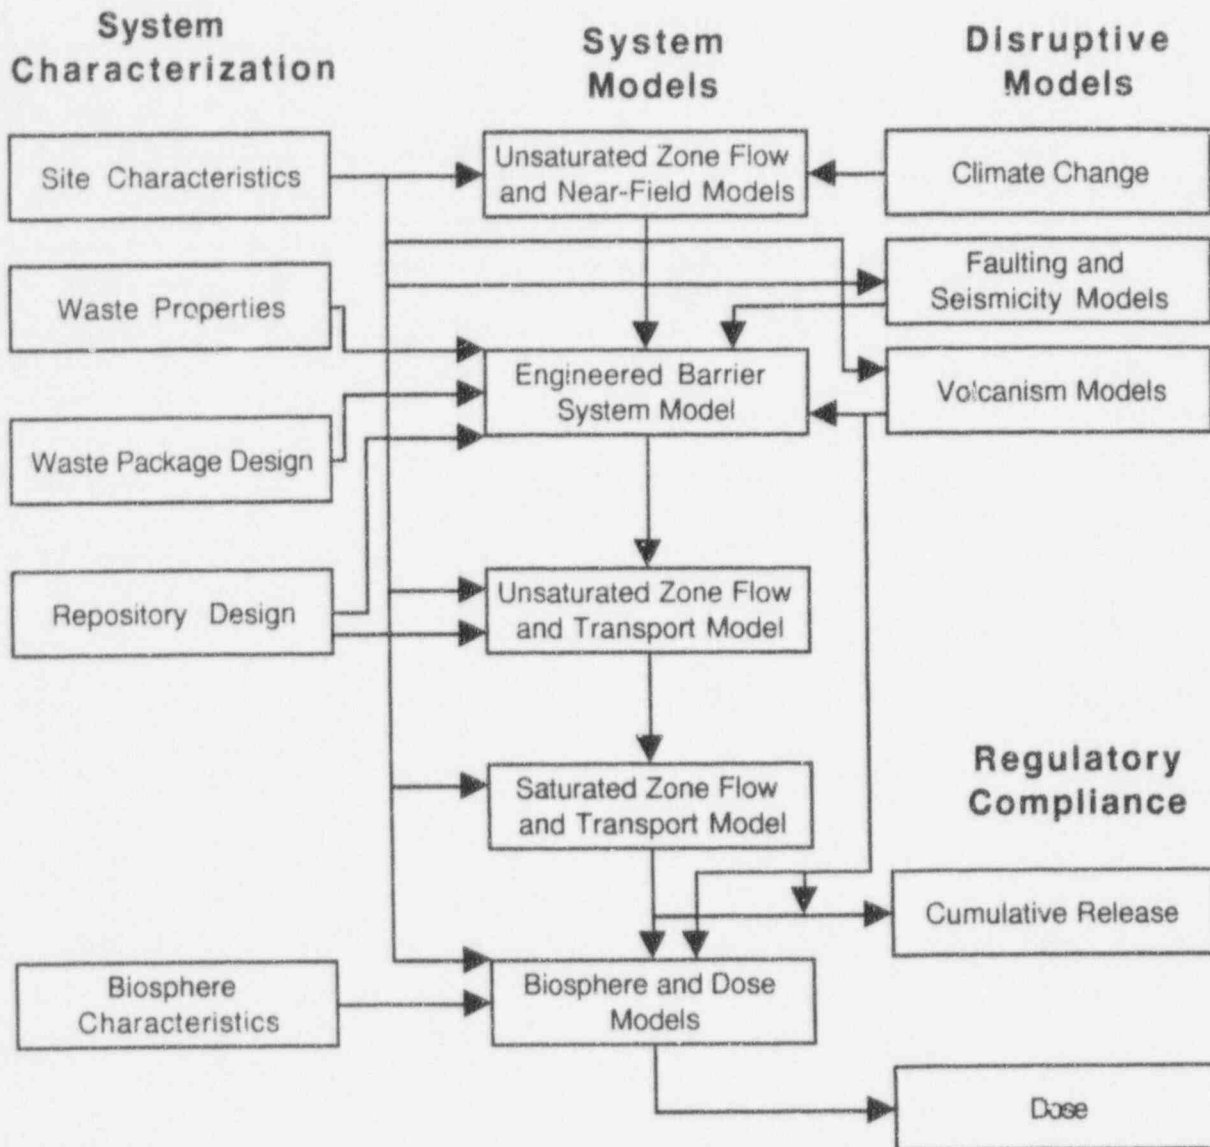 System
Characterization
Site Characteristics
Waste Properties
Waste Package Design
Repository Design
Biosphere
Characteristics
System
Models
Unsaturated Zone Flow
and Near-Field Models
Engineered Barrier
System Model
Unsaturated Zone Flow
and Transport Model
Saturated Zone Flow
and Transport Model
Biosphere and Dose
Models
Disruptive
Models
Climate Change
Faulting and
Seismicity Models
Volcanism Models
Regulatory
Compliance
Cumulative Release
Dose